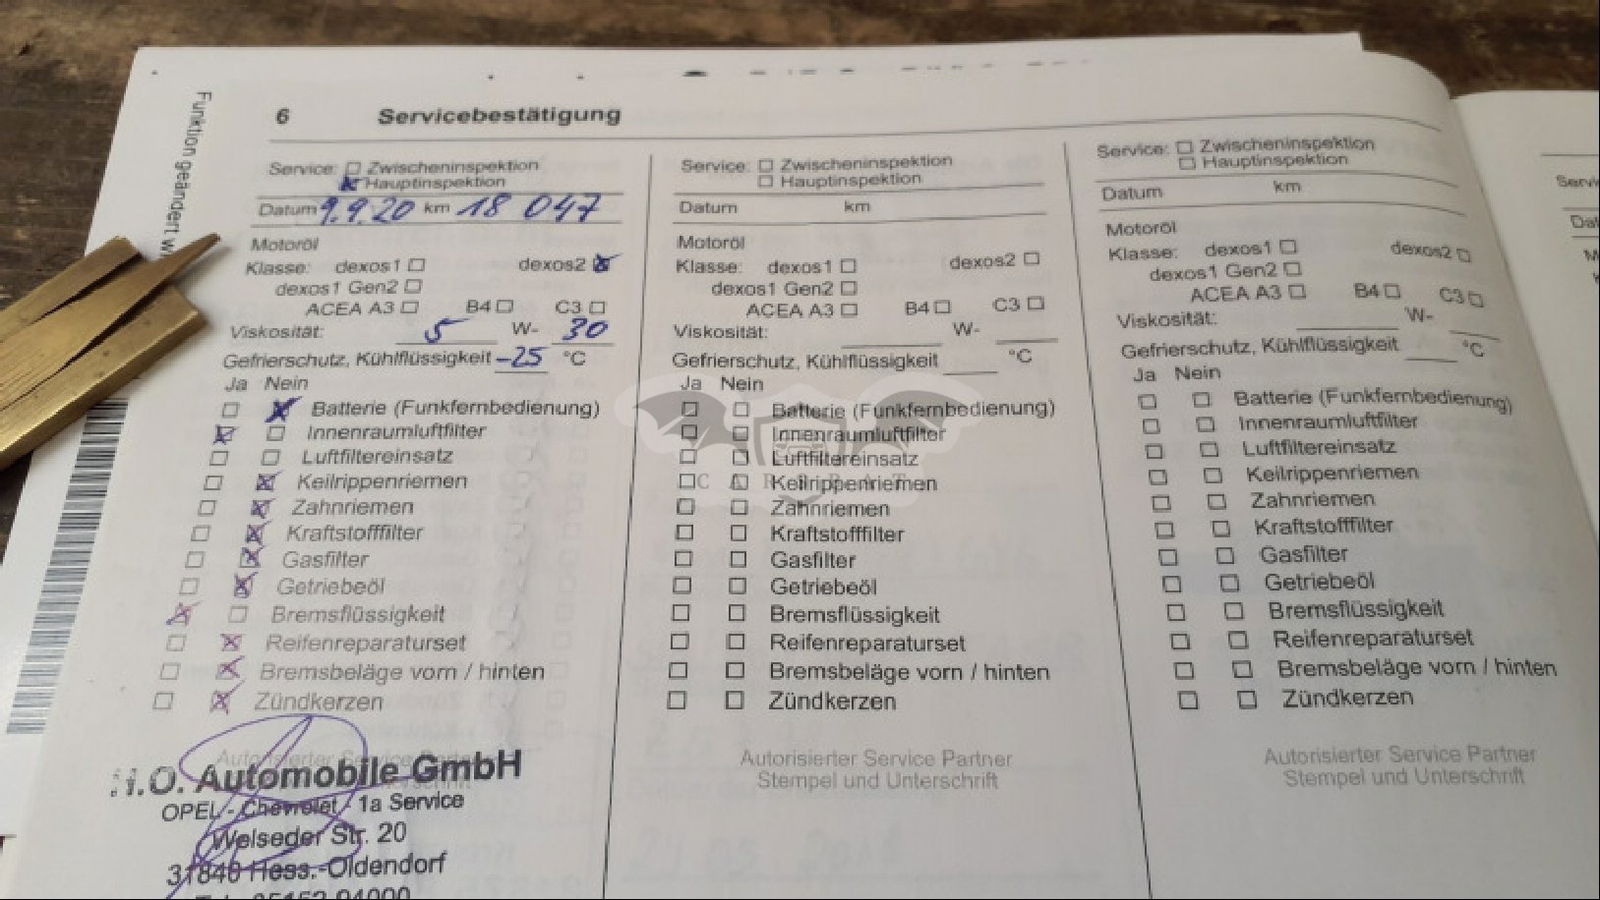 Funktion geändert w
6 Servicebestätigung
Service: Zwischeninspektion
Hauptinspektion
Datum 9.9.20 km 18 047
Motoröl
Klasse: dexos1 dexos2
dexos1 Gen2
ACEA A3 B4 C3
Viskosität: 5 W- 30
Gefrierschutz, Kühlflüssigkeit -25 °C
Ja Nein
Batterie (Funkfernbedienung)
Innenraumluftfilter
Luftfiltereinsatz
Keilrippenriemen
Zahnriemen
Kraftstofffilter
Gasfilter
Getriebeöl
Bremsflüssigkeit
Reifenreparaturset
Bremsbeläge vorn / hinten
Zündkerzen
Autorisierter Service
H.O. Automobile GmbH
OPEL - Chevrolet - 1a Service
Welseder Str. 20
31840 Hess.-Oldendorf
Service: Zwischeninspektion
Hauptinspektion
Datum km
Motoröl
Klasse: dexos1 dexos2
dexos1 Gen2
ACEA A3 B4 C3
Viskosität: W-
Gefrierschutz, Kühlflüssigkeit °C
Ja Nein
Batterie (Funkfernbedienung)
Innenraumluftfilter
Luftfiltereinsatz
Keilrippenriemen
Zahnriemen
Kraftstofffilter
Gasfilter
Getriebeöl
Bremsflüssigkeit
Reifenreparaturset
Bremsbeläge vorn / hinten
Zündkerzen
Autorisierter Service Partner
Stempel und Unterschrift
Service: Zwischeninspektion
Hauptinspektion
Datum km
Motoröl
Klasse: dexos1 dexos2
dexos1 Gen2
ACEA A3 B4 C3
Viskosität: W-
Gefrierschutz, Kühlflüssigkeit °C
Ja Nein
Batterie (Funkfernbedienung)
Innenraumluftfilter
Luftfiltereinsatz
Keilrippenriemen
Zahnriemen
Kraftstofffilter
Gasfilter
Getriebeöl
Bremsflüssigkeit
Reifenreparaturset
Bremsbeläge vorn / hinten
Zündkerzen
Autorisierter Service Partner
Stempel und Unterschrift